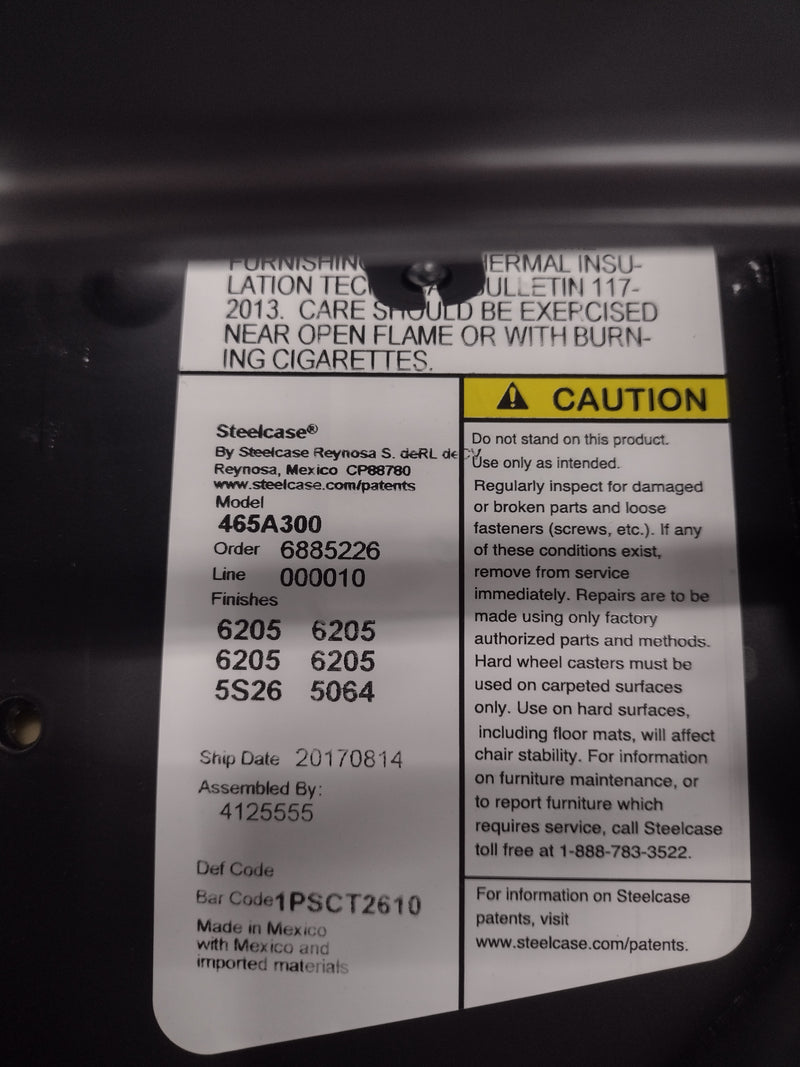 FURNISHING THERMAL INSU-
LATION BULLETIN 117-
2013. CARE SHOULD BE EXERCISED
NEAR OPEN FLAME OR WITH BURN-
ING CIGARETTES.
Steelcase®
By Steelcase Reynosa S. deRL deCV
Reynosa, Mexico CP88780
www.steelcase.com/patents
Model
465A300
Order 6885226
Line 000010
Finishes
6205 6205
6205 6205
5S26 5064
Ship Date 20170814
Assembled By:
4125555
Def Code
Bar Code1PSCT2610
Made in Mexico
with Mexico and
imported materials
CAUTION
Do not stand on this product.
Use only as intended.
Regularly inspect for damaged
or broken parts and loose
fasteners (screws, etc.). If any
of these conditions exist,
remove from service
immediately. Repairs are to be
made using only factory
authorized parts and methods.
Hard wheel casters must be
used on carpeted surfaces
only. Use on hard surfaces,
including floor mats, will affect
chair stability. For information
on furniture maintenance, or
to report furniture which
requires service, call Steelcase
toll free at 1-888-783-3522.
For information on Steelcase
patents, visit
www.steelcase.com/patents.